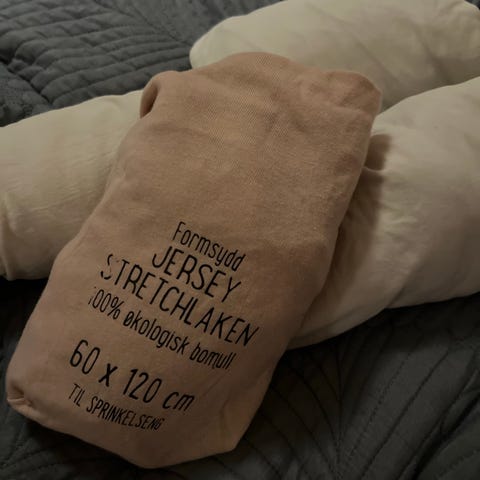 Formsydd
JERSEY
STRETCHLAKEN
100% økologisk bomull
60 x 120 cm
TIL SPRINKELSENG